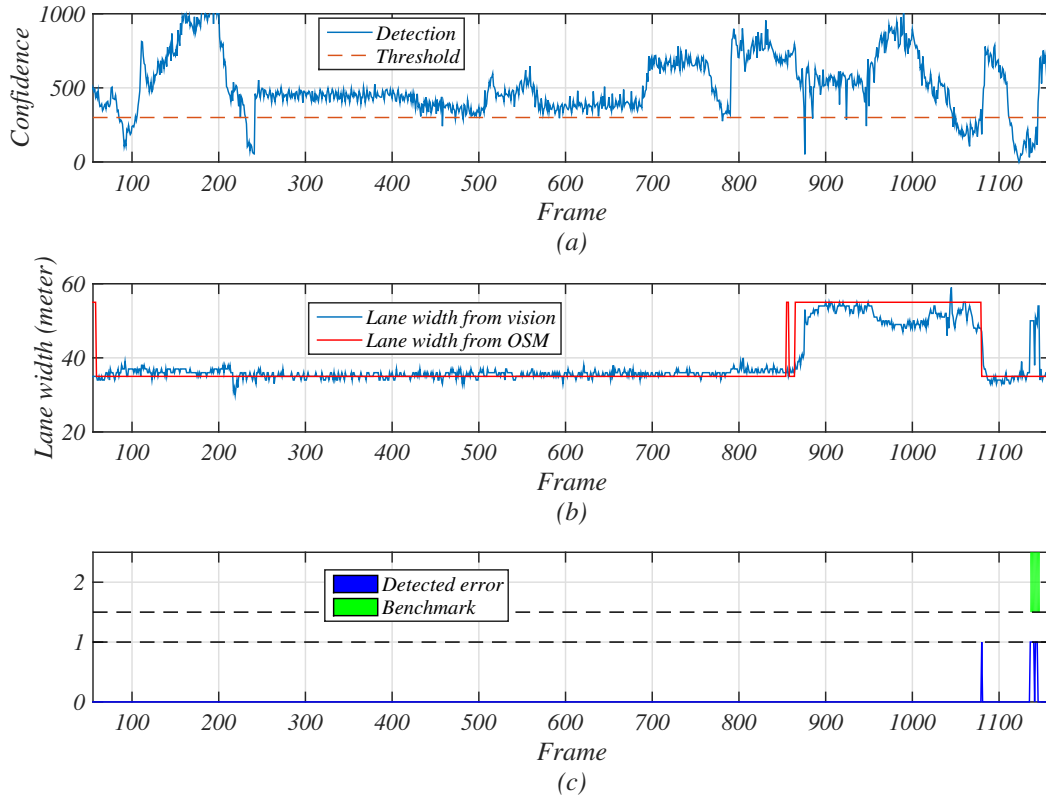 1000
500
0
Confidence
Detection
Threshold
100 200 300 400 500 600 700 800 900 1000 1100
Frame
(a)
60
40
20
Lane width (meter)
Lane width from vision
Lane width from OSM
100 200 300 400 500 600 700 800 900 1000 1100
Frame
(b)
2
1
0
Detected error
Benchmark
100 200 300 400 500 600 700 800 900 1000 1100
Frame
(c)